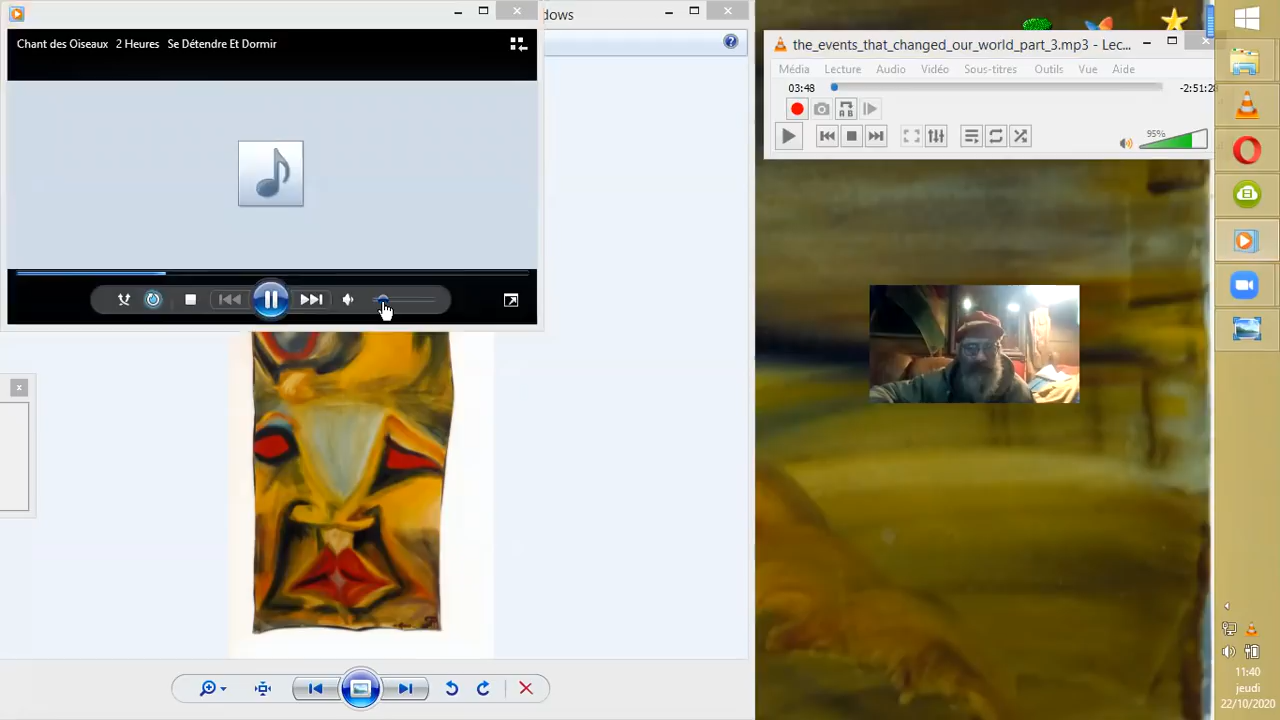 dows
Chant des Oiseaux 2 Heures Se Détendre Et Dormir
the_events_that_changed_our_world_part_3.mp3 - Lec...
Média Lecture Audio Vidéo Sous-titres Outils Vue Aide
03:48 -2:51:28
95%
11:40
jeudi
22/10/2020